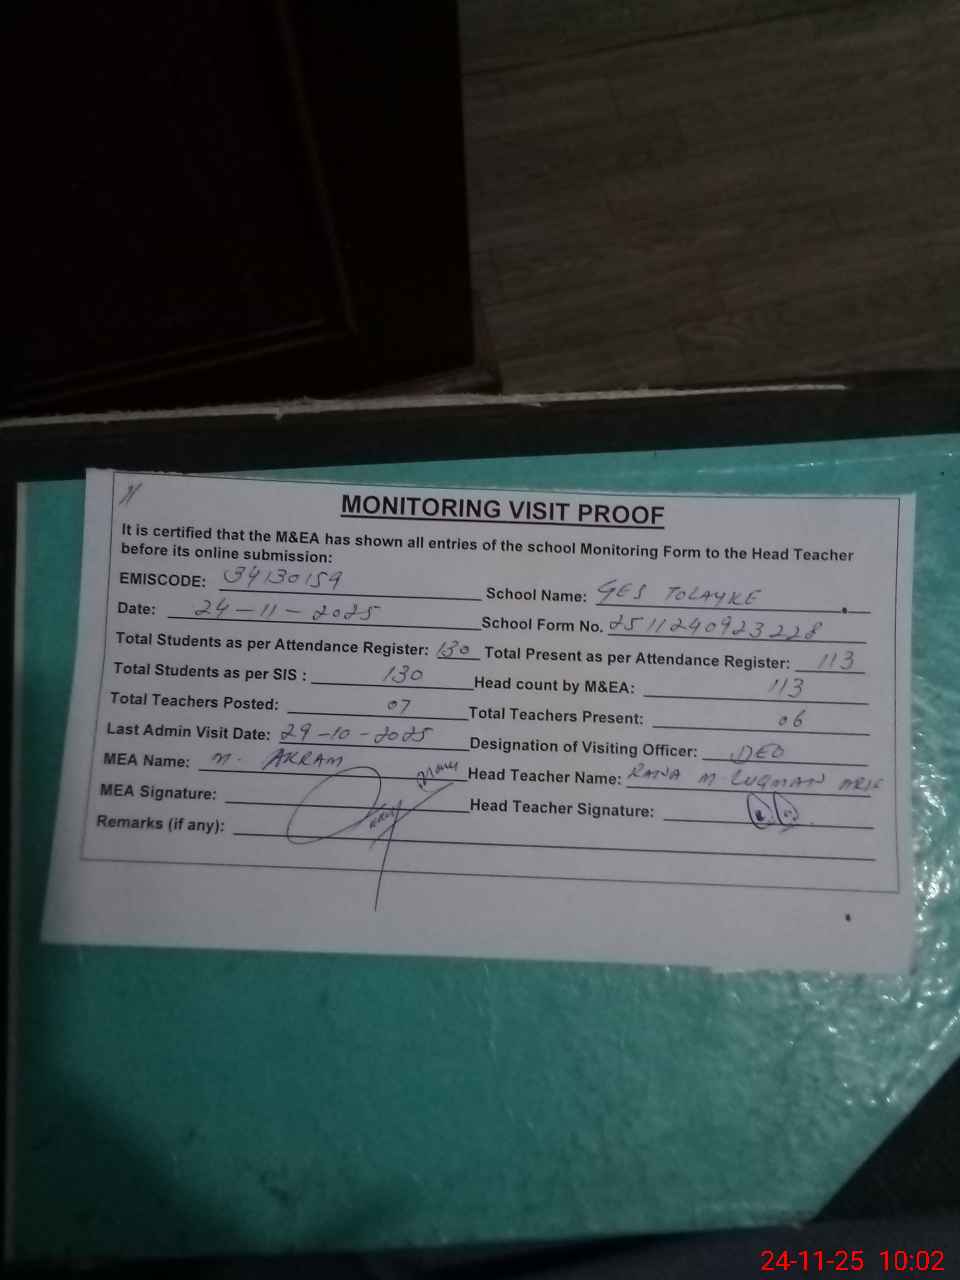 MONITORING VISIT PROOF
It is certified that the M&EA has shown all entries of the school Monitoring Form to the Head Teacher
before its online submission:
EMISCODE: 34130159 School Name: GES TOLAYKE
Date: 24-11-2025 School Form No. 2511240923228
Total Students as per Attendance Register: 130 Total Present as per Attendance Register: 113
Total Students as per SIS : 130 Head count by M&EA: 113
Total Teachers Posted: 07 Total Teachers Present: 06
Last Admin Visit Date: 29-10-2025 Designation of Visiting Officer: DEO
MEA Name: M. AKRAM Head Teacher Name: RANA M. LUQMAN ARIF
MEA Signature: Head Teacher Signature:
Remarks (if any):
24-11-25 10:02